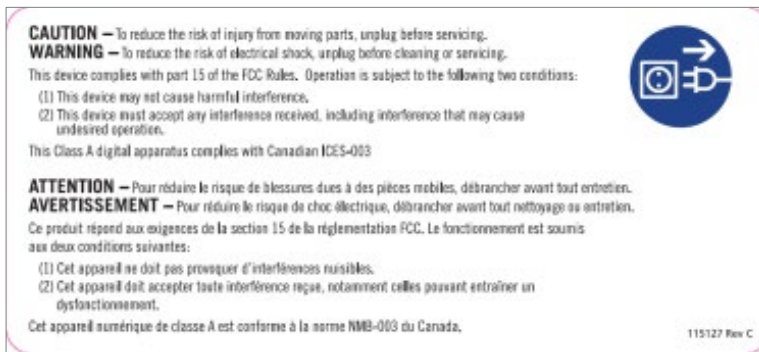 CAUTION – To reduce the risk of injury from moving parts, unplug before servicing.
WARNING – To reduce the risk of electrical shock, unplug before cleaning or servicing.
This device complies with part 15 of the FCC Rules. Operation is subject to the following two conditions:
(1) This device may not cause harmful interference.
(2) This device must accept any interference received, including interference that may cause
undesired operation.
This Class A digital apparatus complies with Canadian ICES-003
ATTENTION – Pour réduire le risque de blessures dues à des pièces mobiles, débrancher avant tout entretien.
AVERTISSEMENT – Pour réduire le risque de choc électrique, débrancher avant tout nettoyage ou entretien.
Ce produit répond aux exigences de la section 15 de la réglementation FCC. Le fonctionnement est soumis
aux deux conditions suivantes:
(1) Cet appareil ne doit pas provoquer d'interférences nuisibles.
(2) Cet appareil doit accepter toute interférence reçue, notamment celles pouvant entraîner un
dysfonctionnement.
Cet appareil numérique de classe A est conforme à la norme NMB-003 du Canada.
115127 Rev C